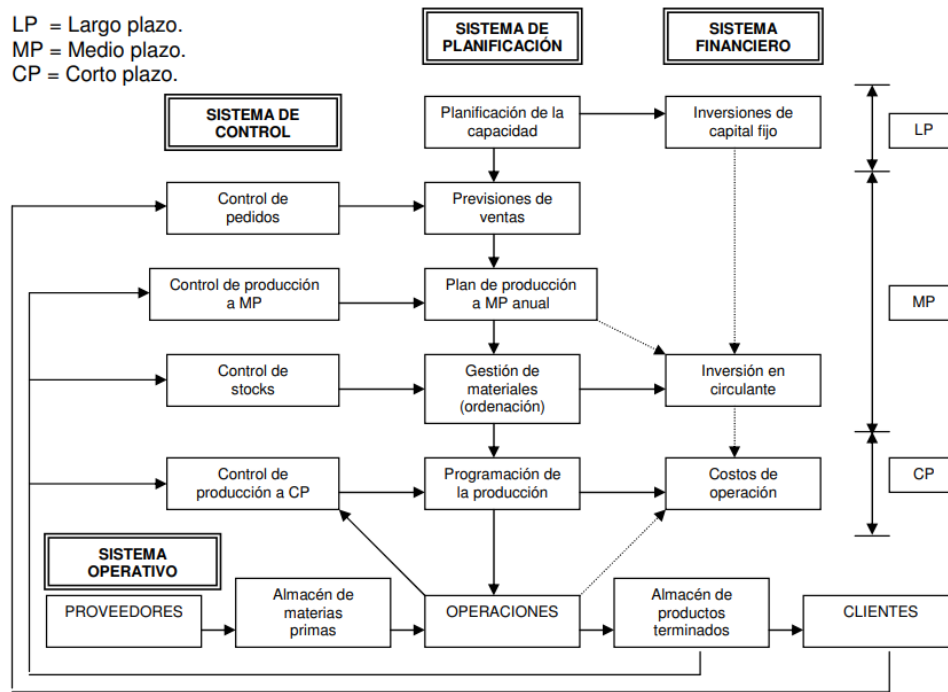 LP = Largo plazo.
MP = Medio plazo.
CP = Corto plazo.
SISTEMA DE
PLANIFICACIÓN
SISTEMA
FINANCIERO
SISTEMA DE
CONTROL
Planificación de la
capacidad
Inversiones de
capital fijo
LP
Control de
pedidos
Previsiones de
ventas
Control de producción
a MP
Plan de producción
a MP anual
MP
Control de
stocks
Gestión de
materiales
(ordenación)
Inversión en
circulante
Control de
producción a CP
Programación de
la producción
Costos de
operación
CP
SISTEMA
OPERATIVO
PROVEEDORES
Almacén de
materias
primas
OPERACIONES
Almacén de
productos
terminados
CLIENTES